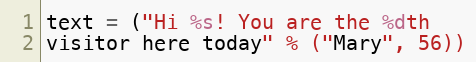 1 text = ("Hi %s! You are the %dth
2 visitor here today" % ("Mary", 56))